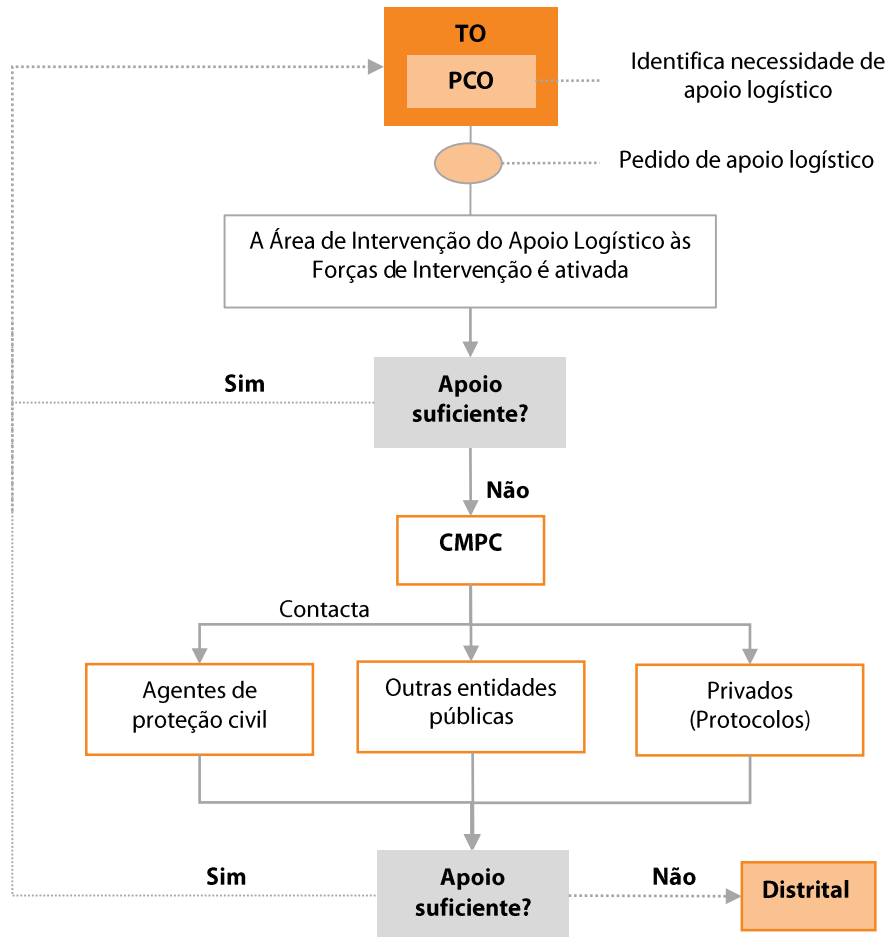 TO
PCO
Identifica necessidade de
apoio logístico
Pedido de apoio logístico
A Área de Intervenção do Apoio Logístico às
Forças de Intervenção é ativada
Sim
Apoio
suficiente?
Não
CMPC
Contacta
Agentes de
proteção civil
Outras entidades
públicas
Privados
(Protocolos)
Sim
Apoio
suficiente?
Não
Distrital